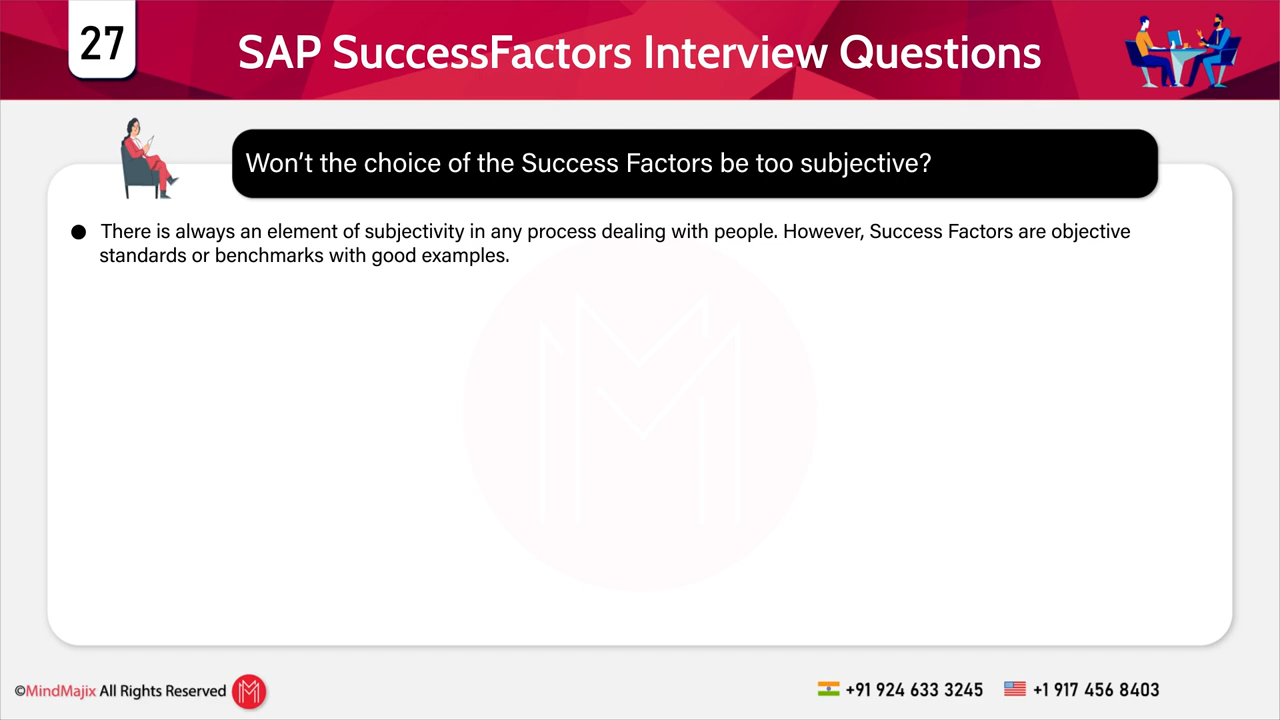 27
SAP SuccessFactors Interview Questions
Won’t the choice of the Success Factors be too subjective?
● There is always an element of subjectivity in any process dealing with people. However, Success Factors are objective
standards or benchmarks with good examples.
©MindMajix All Rights Reserved
+91 924 633 3245
+1 917 456 8403